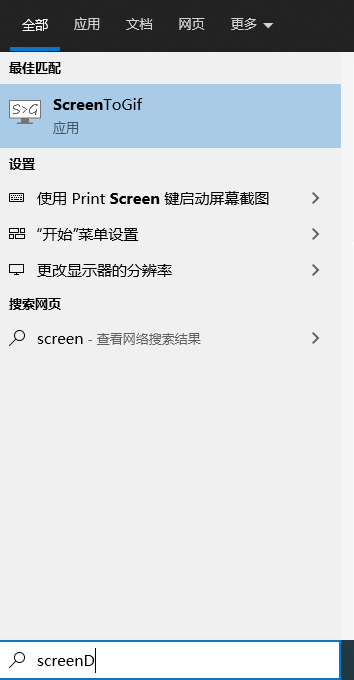 全部 应用 文档 网页 更多
最佳匹配
S>G
ScreenToGif
应用
设置
使用 Print Screen 键启动屏幕截图
“开始”菜单设置
更改显示器的分辨率
搜索网页
screen - 查看网络搜索结果
screenD